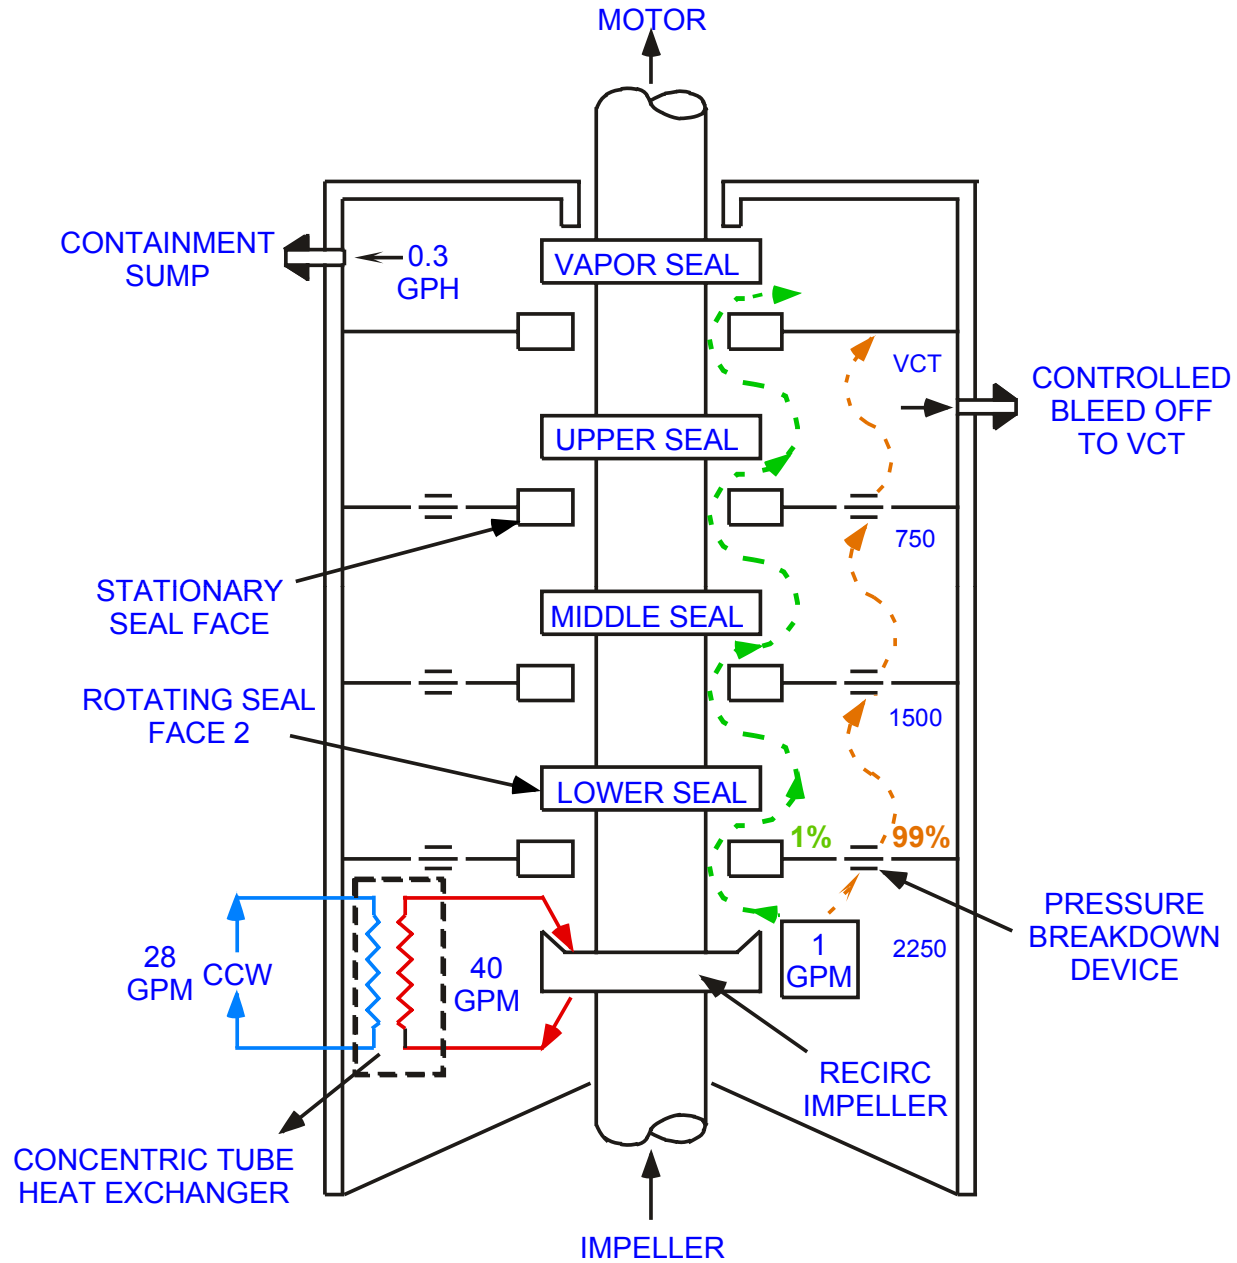 MOTOR
CONTAINMENT
SUMP
0.3
GPH
VAPOR SEAL
VCT
CONTROLLED
BLEED OFF
TO VCT
UPPER SEAL
750
STATIONARY
SEAL FACE
MIDDLE SEAL
ROTATING SEAL
FACE 2
1500
LOWER SEAL
1%
99%
PRESSURE
BREAKDOWN
DEVICE
28
GPM
CCW
40
GPM
1
GPM
2250
RECIRC
IMPELLER
CONCENTRIC TUBE
HEAT EXCHANGER
IMPELLER